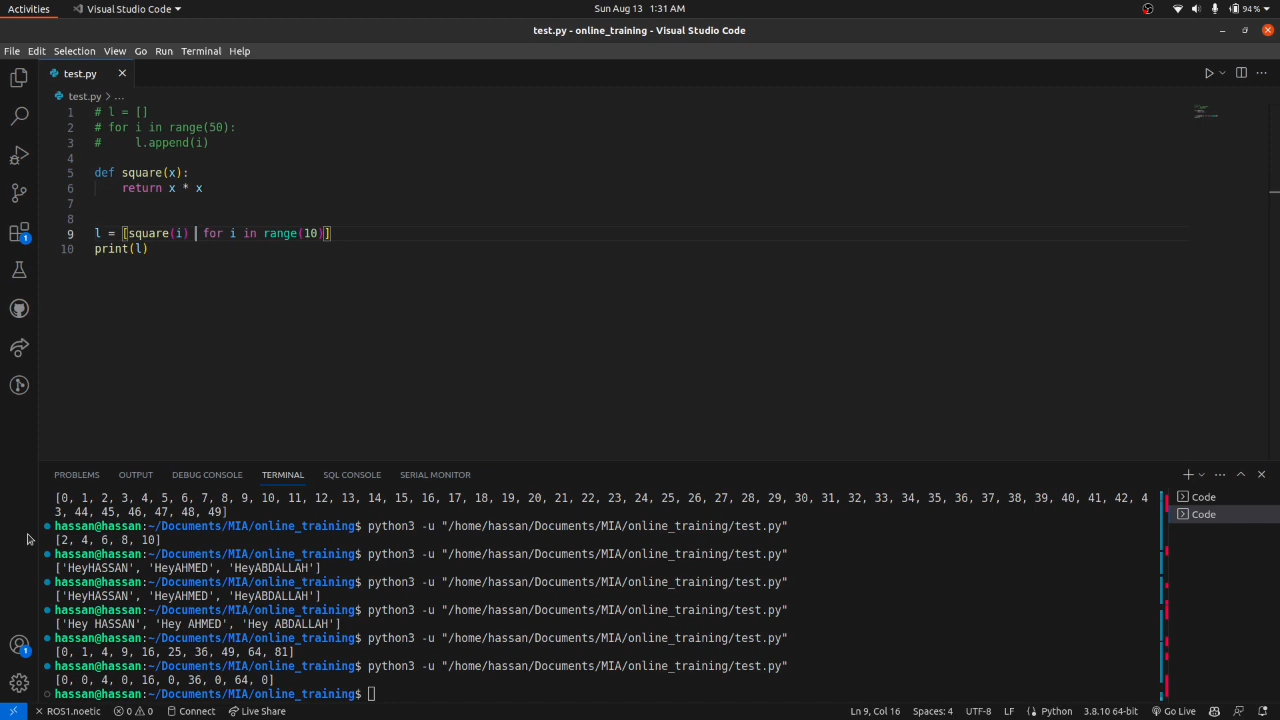 Activities
Visual Studio Code
Sun Aug 13 1:31 AM
94 %
test.py - online_training - Visual Studio Code
File Edit Selection View Go Run Terminal Help
test.py
test.py > ...
1 # l = []
2 # for i in range(50):
3 #     l.append(i)
4
5 def square(x):
6     return x * x
7
8
9 l = [square(i)  for i in range(10)]
10 print(l)
1
PROBLEMS OUTPUT DEBUG CONSOLE TERMINAL SQL CONSOLE SERIAL MONITOR
[0, 1, 2, 3, 4, 5, 6, 7, 8, 9, 10, 11, 12, 13, 14, 15, 16, 17, 18, 19, 20, 21, 22, 23, 24, 25, 26, 27, 28, 29, 30, 31, 32, 33, 34, 35, 36, 37, 38, 39, 40, 41, 42, 4
3, 44, 45, 46, 47, 48, 49]
hassan@hassan:~/Documents/MIA/online_training$ python3 -u "/home/hassan/Documents/MIA/online_training/test.py"
[2, 4, 6, 8, 10]
hassan@hassan:~/Documents/MIA/online_training$ python3 -u "/home/hassan/Documents/MIA/online_training/test.py"
['HeyHASSAN', 'HeyAHMED', 'HeyABDALLAH']
hassan@hassan:~/Documents/MIA/online_training$ python3 -u "/home/hassan/Documents/MIA/online_training/test.py"
['HeyHASSAN', 'HeyAHMED', 'HeyABDALLAH']
hassan@hassan:~/Documents/MIA/online_training$ python3 -u "/home/hassan/Documents/MIA/online_training/test.py"
['Hey HASSAN', 'Hey AHMED', 'Hey ABDALLAH']
hassan@hassan:~/Documents/MIA/online_training$ python3 -u "/home/hassan/Documents/MIA/online_training/test.py"
[0, 1, 4, 9, 16, 25, 36, 49, 64, 81]
hassan@hassan:~/Documents/MIA/online_training$ python3 -u "/home/hassan/Documents/MIA/online_training/test.py"
[0, 0, 4, 0, 16, 0, 36, 0, 64, 0]
hassan@hassan:~/Documents/MIA/online_training$
Code
Code
1
ROS1.noetic 0 0 Connect Live Share Ln 9, Col 16 Spaces: 4 UTF-8 LF Python 3.8.10 64-bit Go Live